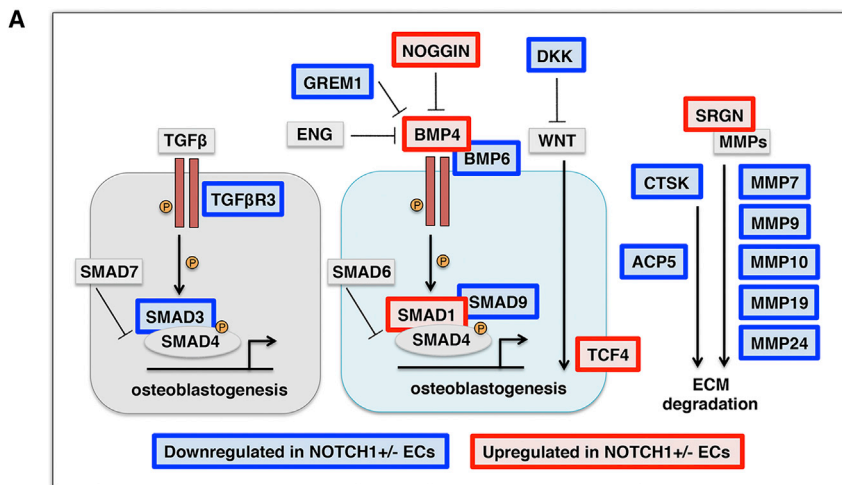 A
NOGGIN
DKK
GREM1
SRGN
ENG
BMP4
WNT
MMPs
TGFβ
BMP6
CTSK
MMP7
TGFβR3
P
P
MMP9
P
P
SMAD7
SMAD6
ACP5
MMP10
SMAD3
SMAD9
MMP19
SMAD1
P
P
SMAD4
SMAD4
MMP24
TCF4
osteoblastogenesis
osteoblastogenesis
ECM
degradation
Downregulated in NOTCH1+/- ECs
Upregulated in NOTCH1+/- ECs